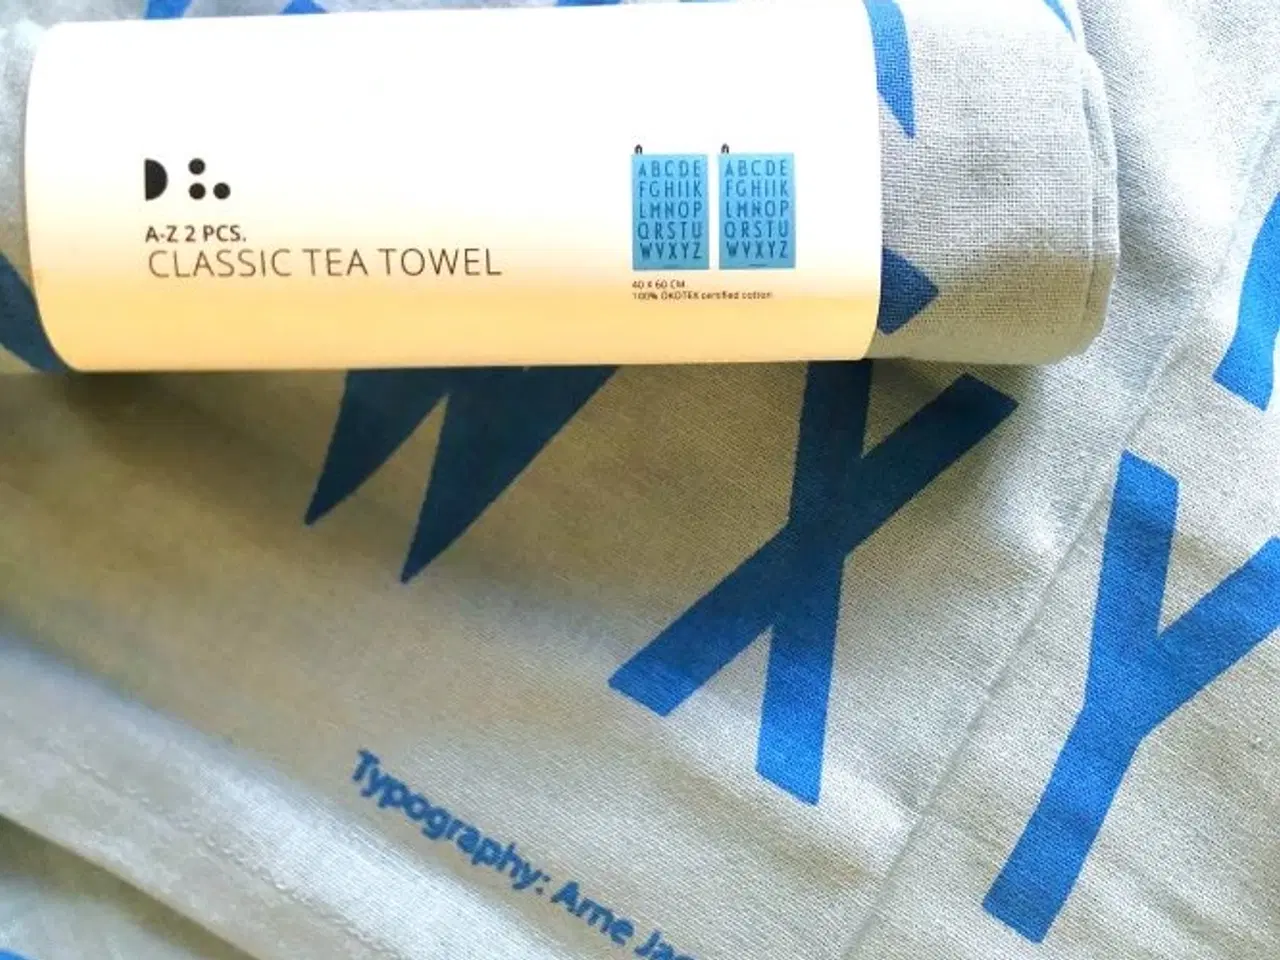 A-Z 2 PCS.
CLASSIC TEA TOWEL
ABCDE
FGHIJK
LMNOP
QRSTU
WVXYZ
ABCDE
FGHIJK
LMNOP
QRSTU
WVXYZ
40 X 60 CM.
100% OKOTEX certified cotton
W X Y
Typography: Arne Jac